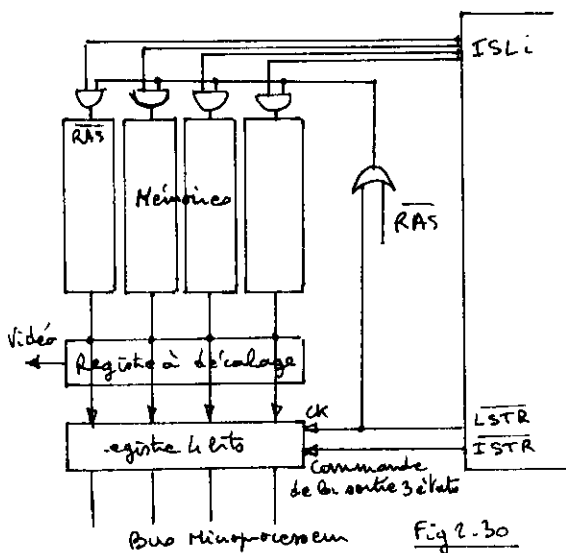 ISLi
RAS
Mémoires
RAS
Vidéo
Registre à décalage
CK
LSTR
ISTR
egistre 4 bits
Commande
de la sortie 3 états
Bus Microprocesseur
Fig 2-30